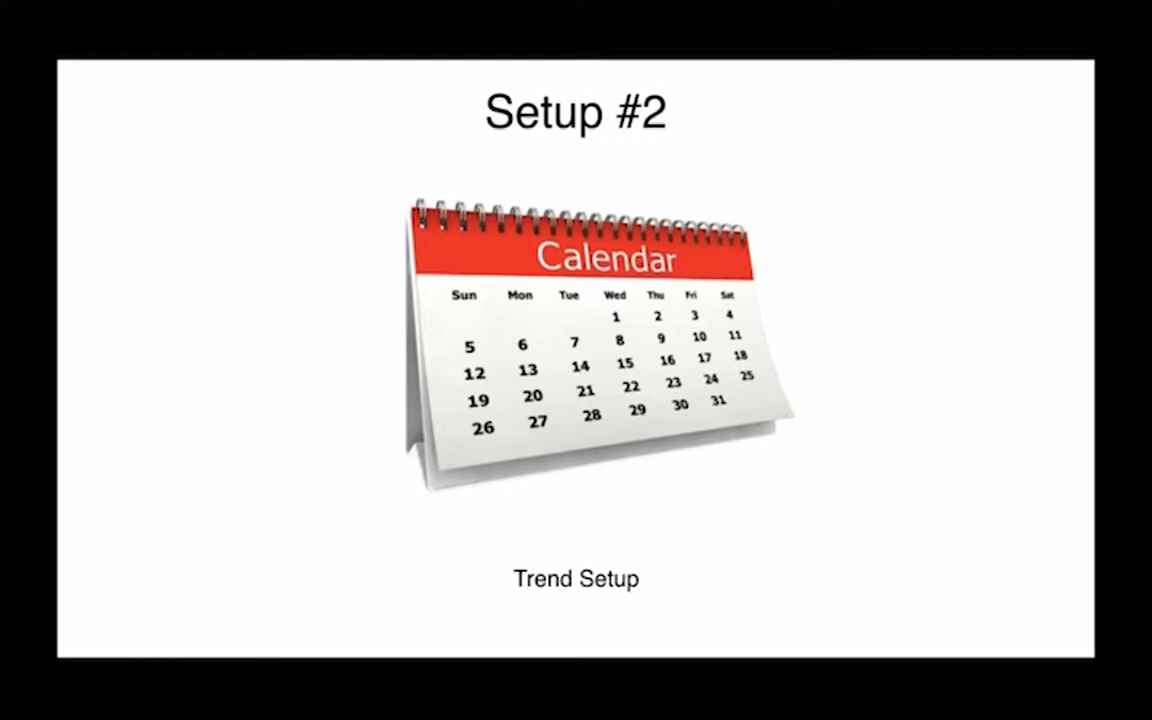 Setup #2
Calendar
Sun Mon Tue Wed Thu Fri Sat
1 2 3 4
5 6 7 8 9 10 11
12 13 14 15 16 17 18
19 20 21 22 23 24 25
26 27 28 29 30 31
Trend Setup